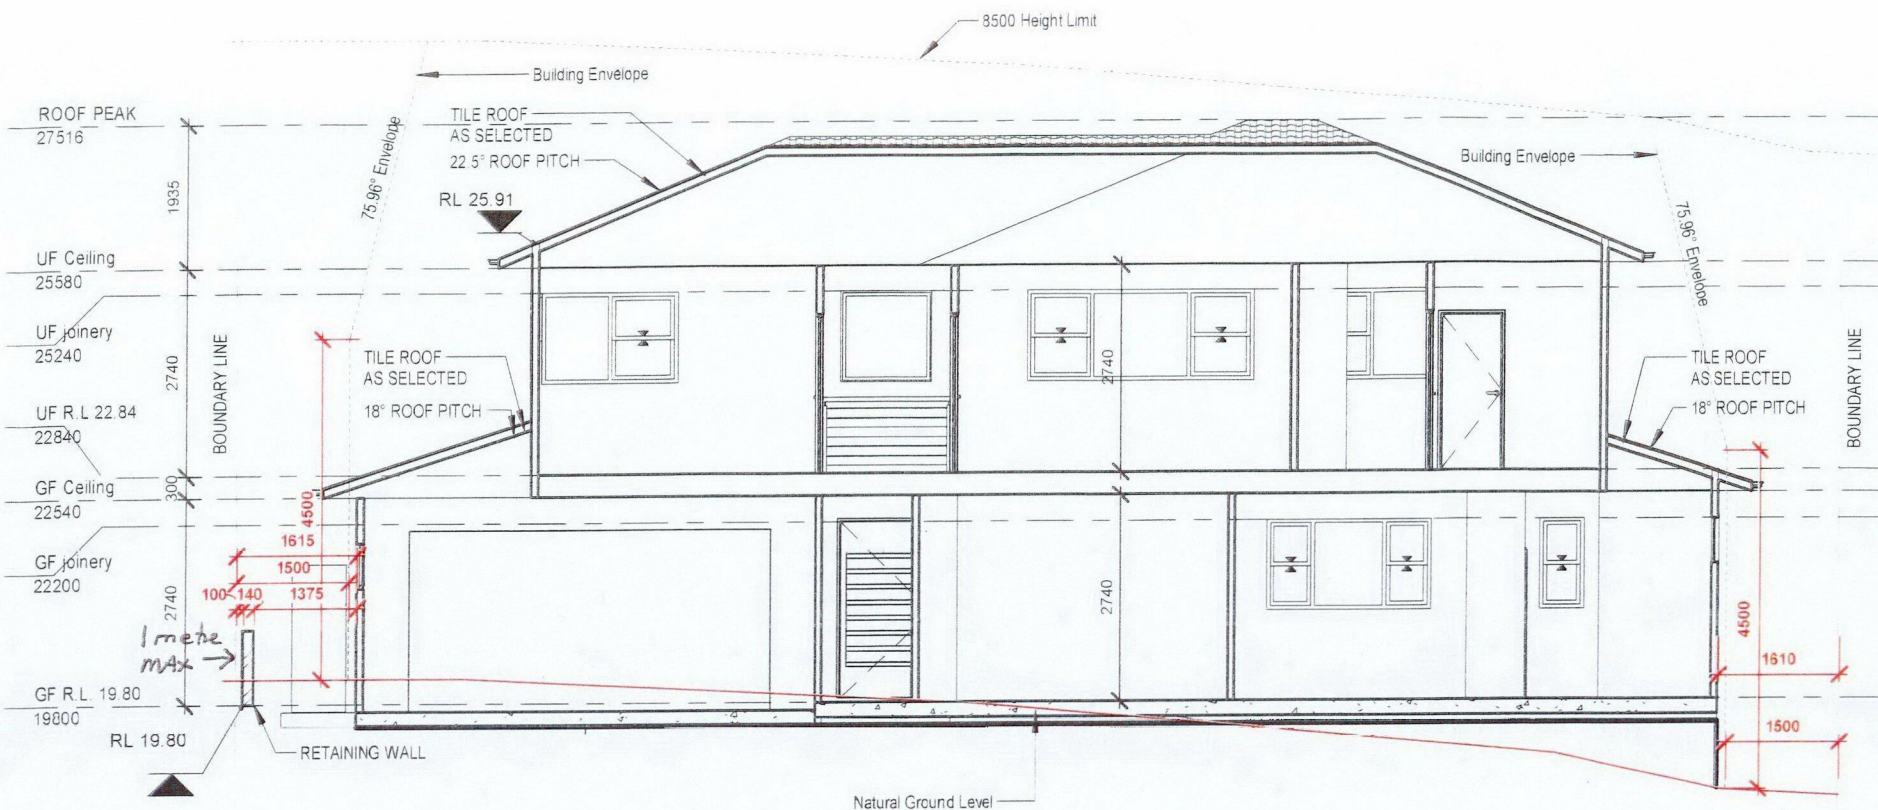 8500 Height Limit
Building Envelope
ROOF PEAK
27516
TILE ROOF
AS SELECTED
22.5° ROOF PITCH
75.96° Envelope
Building Envelope
RL 25.91
1935
75.96° Envelope
UF Ceiling
25580
UF joinery
25240
BOUNDARY LINE
2740
TILE ROOF
AS SELECTED
18° ROOF PITCH
2740
TILE ROOF
AS SELECTED
18° ROOF PITCH
BOUNDARY LINE
UF R.L 22.84
22840
300
GF Ceiling
22540
4500
1615
1500
GF joinery
22200
100
140
1375
2740
2740
4500
1 metre
MAX
1610
GF R.L. 19.80
19800
1500
RL 19.80
RETAINING WALL
Natural Ground Level